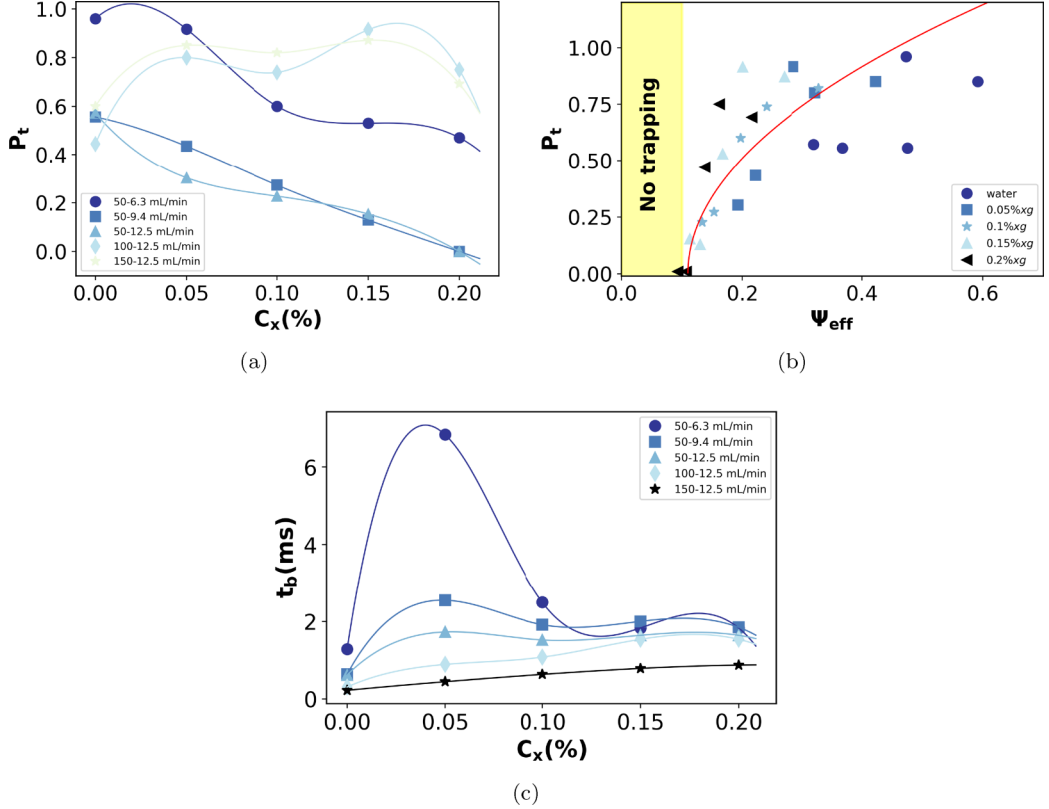 1.0
0.8
0.6
0.4
0.2
0.0
P_t
50-6.3 mL/min
50-9.4 mL/min
50-12.5 mL/min
100-12.5 mL/min
150-12.5 mL/min
0.00 0.05 0.10 0.15 0.20
C_x(%)
(a)
1.00
0.75
0.50
0.25
0.00
P_t
No trapping
water
0.05%xg
0.1%xg
0.15%xg
0.2%xg
0.0 0.2 0.4 0.6
Ψ_eff
(b)
6
4
2
0
t_b(ms)
50-6.3 mL/min
50-9.4 mL/min
50-12.5 mL/min
100-12.5 mL/min
150-12.5 mL/min
0.00 0.05 0.10 0.15 0.20
C_x(%)
(c)